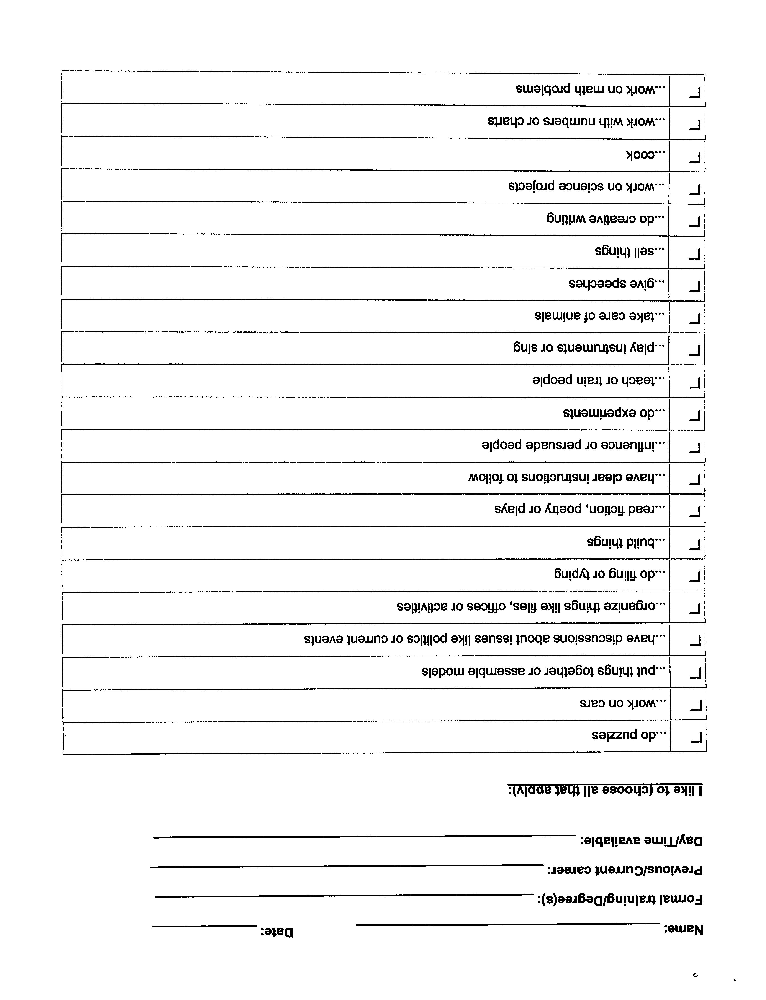 Name: Date:
Formal training/Degree(s):
Previous/Current career:
Day/Time available:
I like to (choose all that apply):
...do puzzles
...work on cars
...put things together or assemble models
...have discussions about issues like politics or current events
...organize things like files, offices or activities
...do filing or typing
...build things
...read fiction, poetry or plays
...have clear instructions to follow
...influence or persuade people
...do experiments
...teach or train people
...play instruments or sing
...take care of animals
...give speeches
...sell things
...do creative writing
...work on science projects
...cook
...work with numbers or charts
...work on math problems